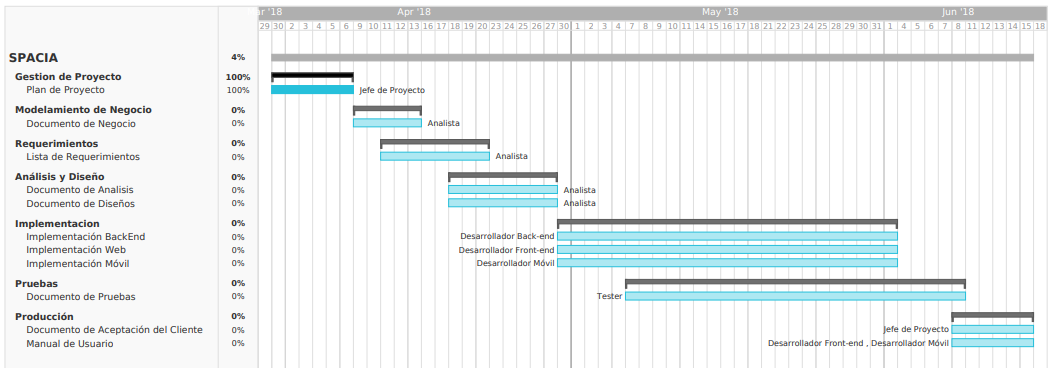 Mar '18 Apr '18 May '18 Jun '18
29 30 2 3 4 5 6 9 10 11 12 13 16 17 18 19 20 23 24 25 26 27 30 1 2 3 4 7 8 9 10 11 14 15 16 17 18 21 22 23 24 25 28 29 30 31 1 4 5 6 7 8 11 12 13 14 15 18
SPACIA 4%
Gestion de Proyecto 100%
Plan de Proyecto 100% Jefe de Proyecto
Modelamiento de Negocio 0%
Documento de Negocio 0% Analista
Requerimientos 0%
Lista de Requerimientos 0% Analista
Análisis y Diseño 0%
Documento de Analisis 0% Analista
Documento de Diseños 0% Analista
Implementacion 0%
Implementación BackEnd 0% Desarrollador Back-end
Implementación Web 0% Desarrollador Front-end
Implementación Móvil 0% Desarrollador Móvil
Pruebas 0%
Documento de Pruebas 0% Tester
Producción 0%
Documento de Aceptación del Cliente 0% Jefe de Proyecto
Manual de Usuario 0% Desarrollador Front-end , Desarrollador Móvil